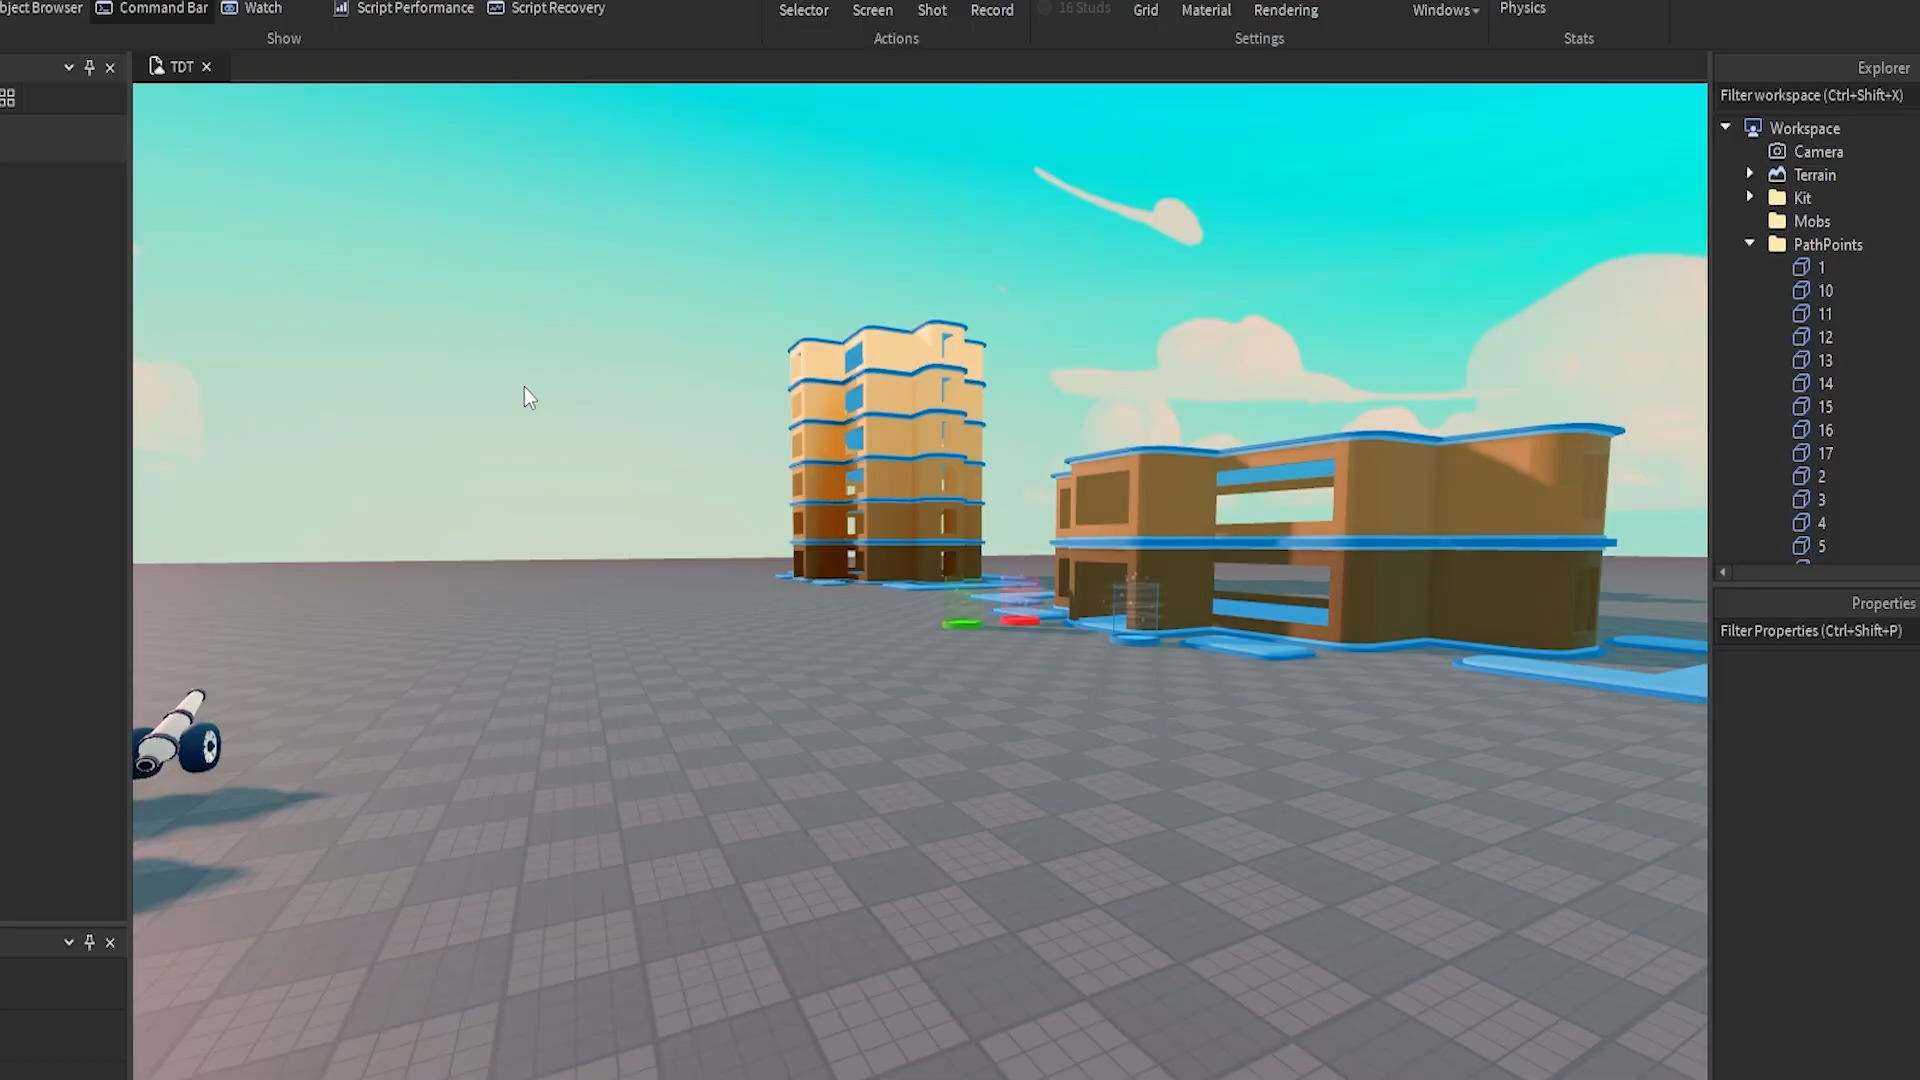 bject Browser Command Bar Watch Script Performance Script Recovery Selector Screen Shot Record 16 Studs Grid Material Rendering Windows Physics
Show Actions Settings Stats
TDT
Explorer
Filter workspace (Ctrl+Shift+X)
Workspace
Camera
Terrain
Kit
Mobs
PathPoints
1
10
11
12
13
14
15
16
17
2
3
4
5
Properties
Filter Properties (Ctrl+Shift+P)